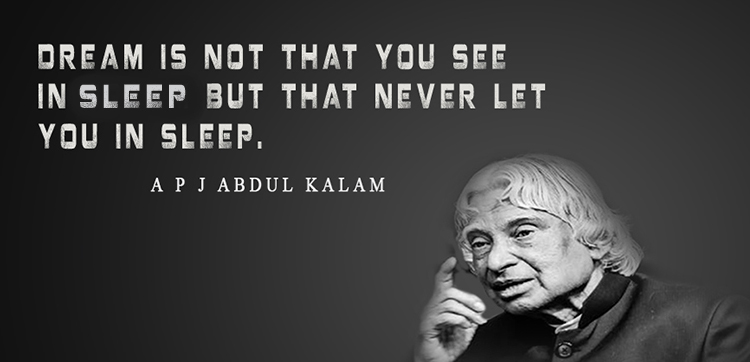 DREAM IS NOT THAT YOU SEE
IN SLEEP BUT THAT NEVER LET
YOU IN SLEEP.
A P J ABDUL KALAM